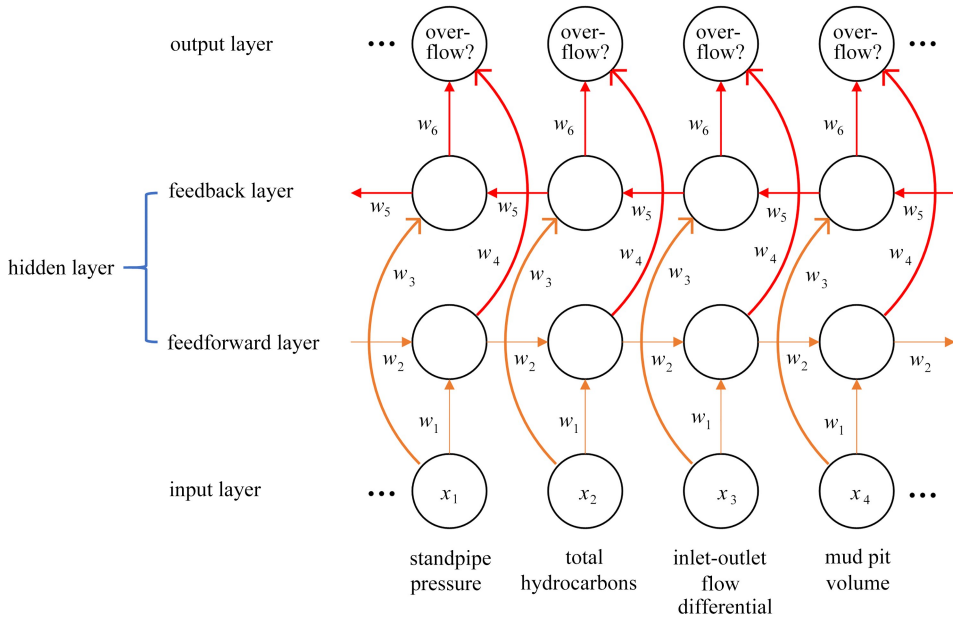 output layer
...
over-
flow?
over-
flow?
over-
flow?
over-
flow?
...
w6
w6
w6
w6
feedback layer
w5
w5
w5
w5
w5
hidden layer
w3
w4
w3
w4
w3
w4
w3
w4
feedforward layer
w2
w2
w2
w2
w2
w1
w1
w1
w1
input layer
...
x1
x2
x3
x4
...
standpipe
pressure
total
hydrocarbons
inlet-outlet
flow
differential
mud pit
volume